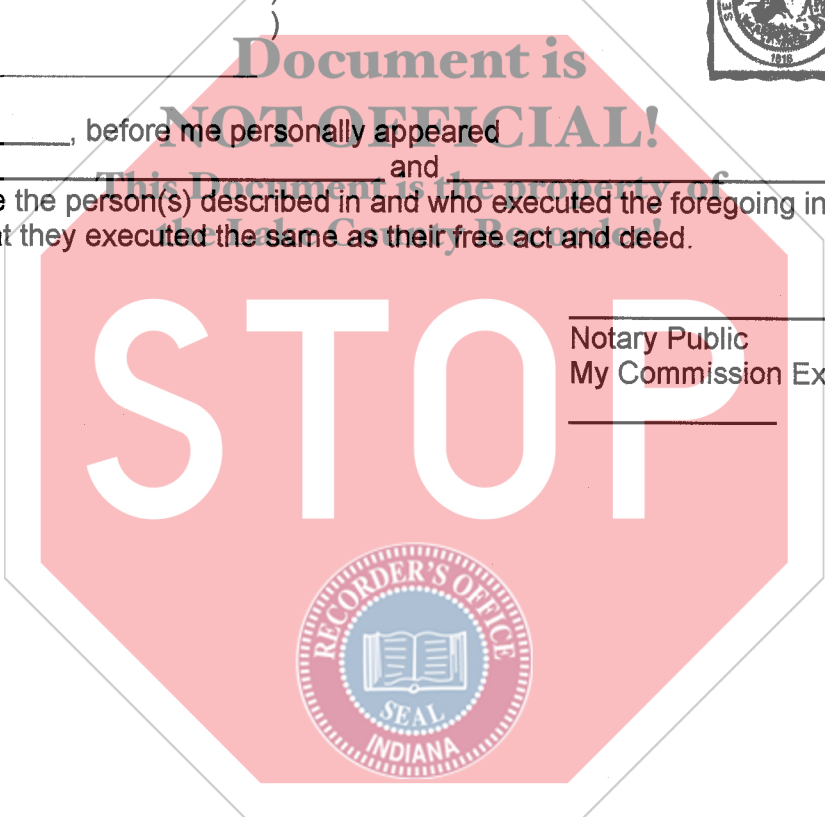 )
1816
Document is
NOT OFFICIAL!
, before me personally appeared
and
This Document is the property of
the person(s) described in and who executed the foregoing in
the Lake County Recorder!
t they executed the same as their free act and deed.
STOP
Notary Public
My Commission Ex
RECORDER'S OFFICE
SEAL
INDIANA